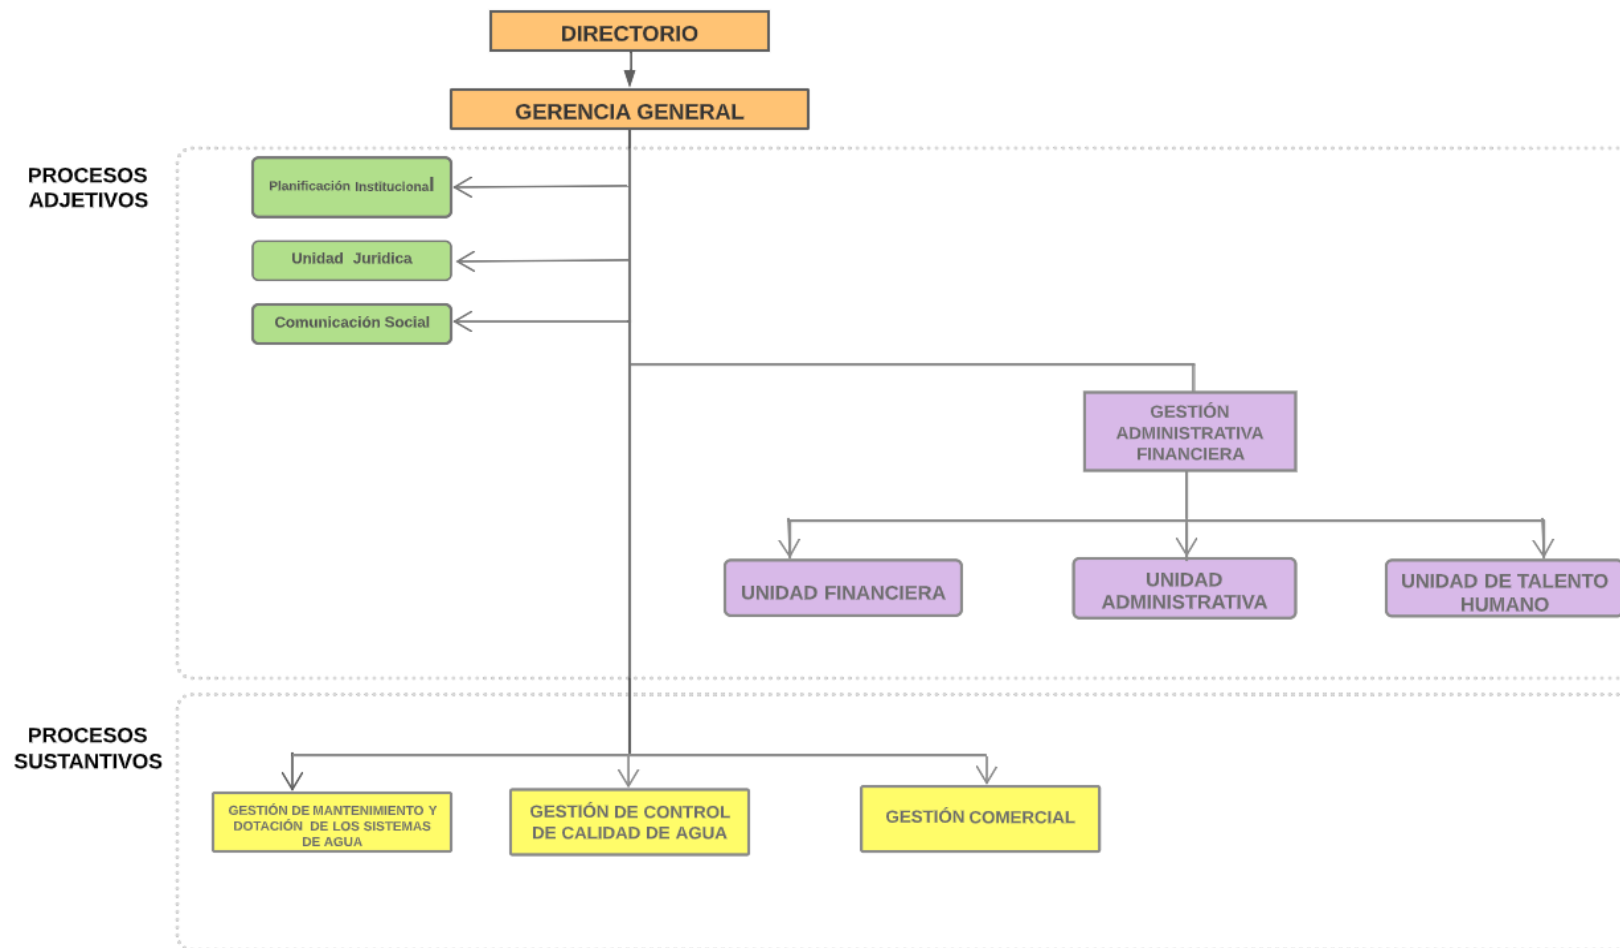 DIRECTORIO
GERENCIA GENERAL
PROCESOS
ADJETIVOS
Planificación Institucional
Unidad Juridica
Comunicación Social
GESTIÓN
ADMINISTRATIVA
FINANCIERA
UNIDAD FINANCIERA
UNIDAD
ADMINISTRATIVA
UNIDAD DE TALENTO
HUMANO
PROCESOS
SUSTANTIVOS
GESTIÓN DE MANTENIMIENTO Y
DOTACIÓN DE LOS SISTEMAS
DE AGUA
GESTIÓN DE CONTROL
DE CALIDAD DE AGUA
GESTIÓN COMERCIAL